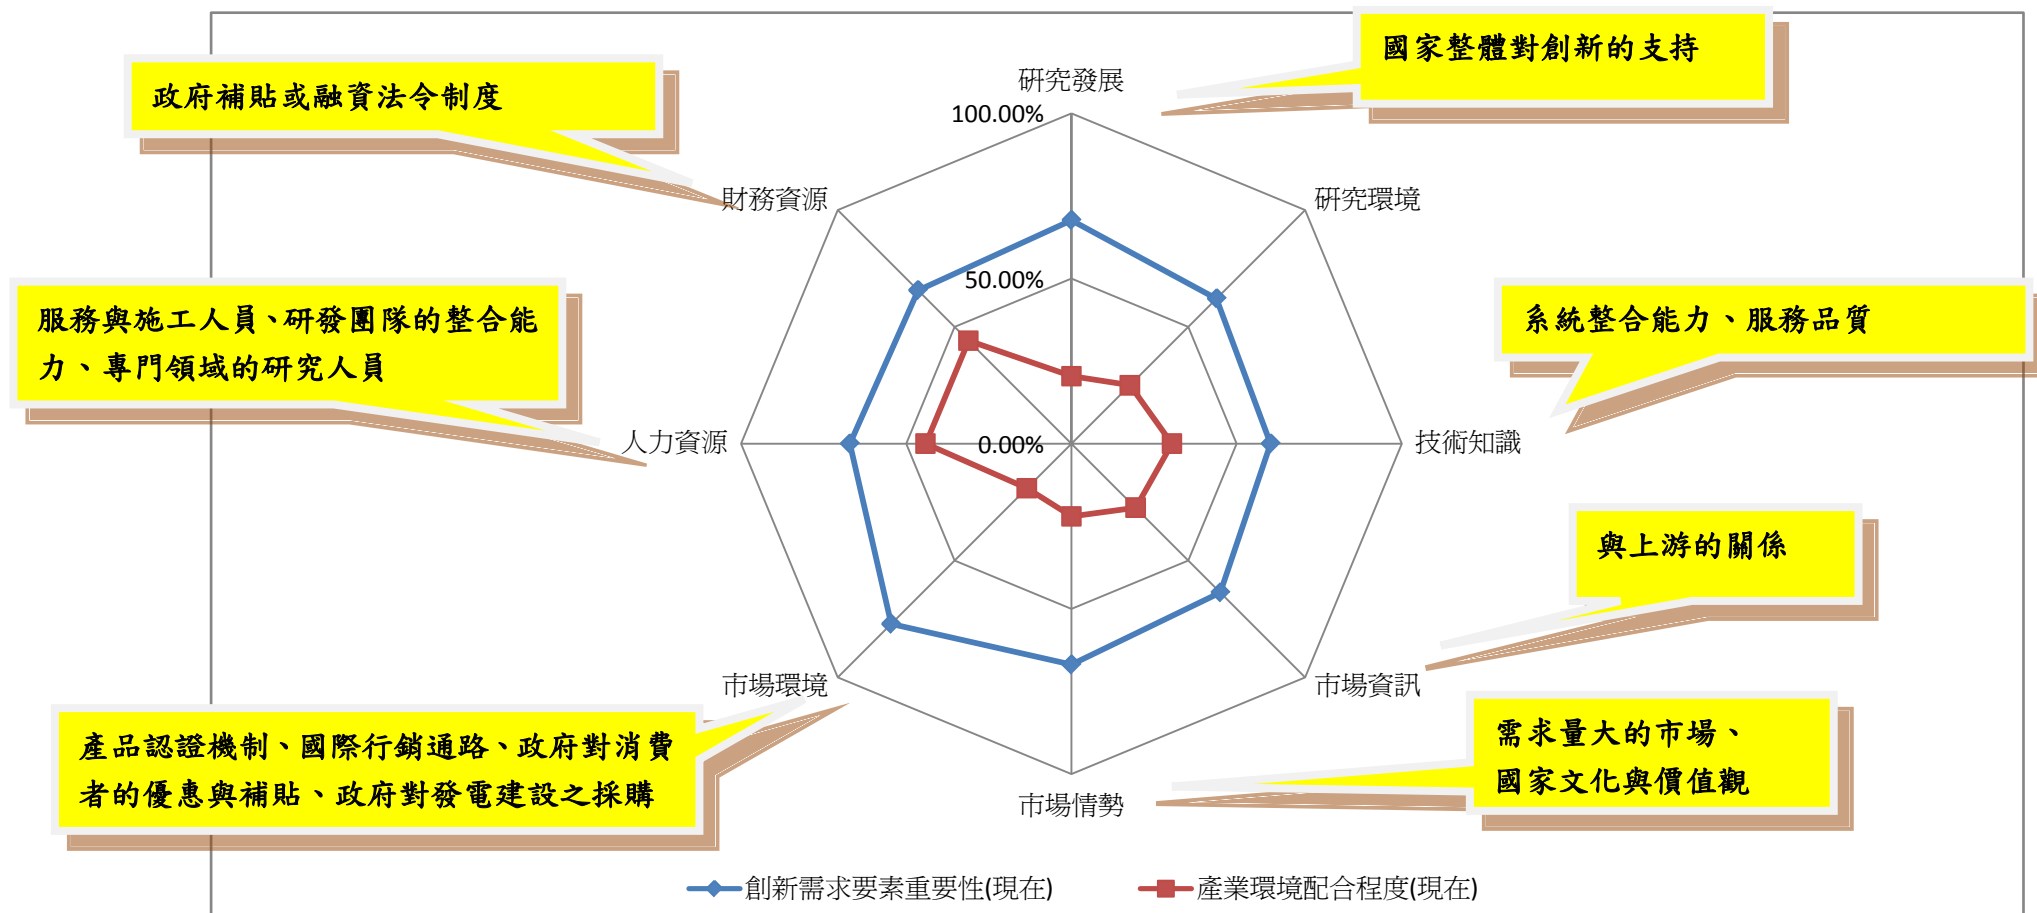 國家整體對創新的支持
政府補貼或融資法令制度
研究發展
100.00%
財務資源
研究環境
50.00%
服務與施工人員、研發團隊的整合能
力、專門領域的研究人員
系統整合能力、服務品質
人力資源
0.00%
技術知識
與上游的關係
市場環境
市場資訊
產品認證機制、國際行銷通路、政府對消費
者的優惠與補貼、政府對發電建設之採購
需求量大的市場、
國家文化與價值觀
市場情勢
創新需求要素重要性(現在)
產業環境配合程度(現在)